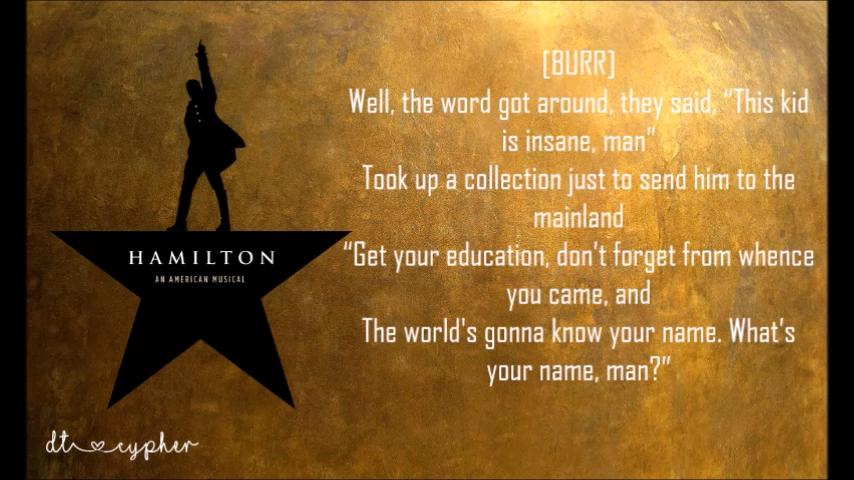 HAMILTON
AN AMERICAN MUSICAL
[BURR]
Well, the word got around, they said, “This kid
is insane, man”
Took up a collection just to send him to the
mainland
“Get your education, don’t forget from whence
you came, and
The world's gonna know your name. What’s
your name, man?”
dt cypher